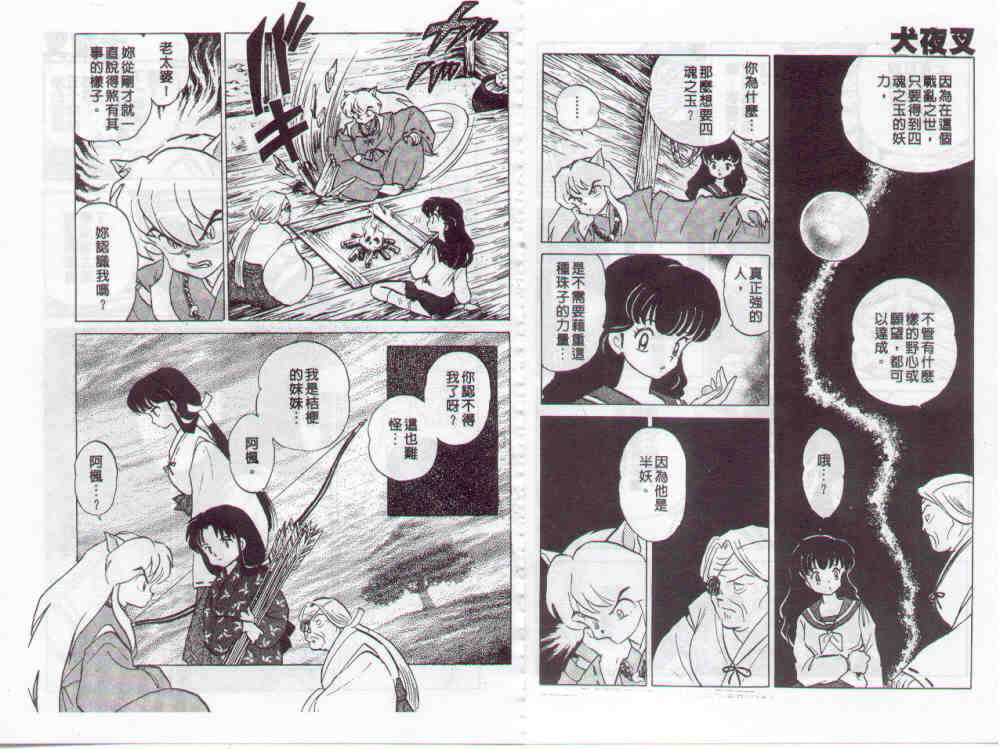 犬夜叉
因為在這個
戰亂之世，
只要得到四
魂之玉的妖
力，
不管有什麼
樣的野心或
願望，都可
以達成。
哦…？
你為什麼…
那麼想要四
魂之玉？
……
真正強的
人，
是不需要藉重這
種珠子的力量…
因為他是
半妖。
老太婆！
妳從剛才就一
直說得煞有其
事的樣子。
妳認識我嗎？
你認不得
我了呀？
這也難
怪…
我是桔梗
的妹妹…
阿楓。
阿楓…？